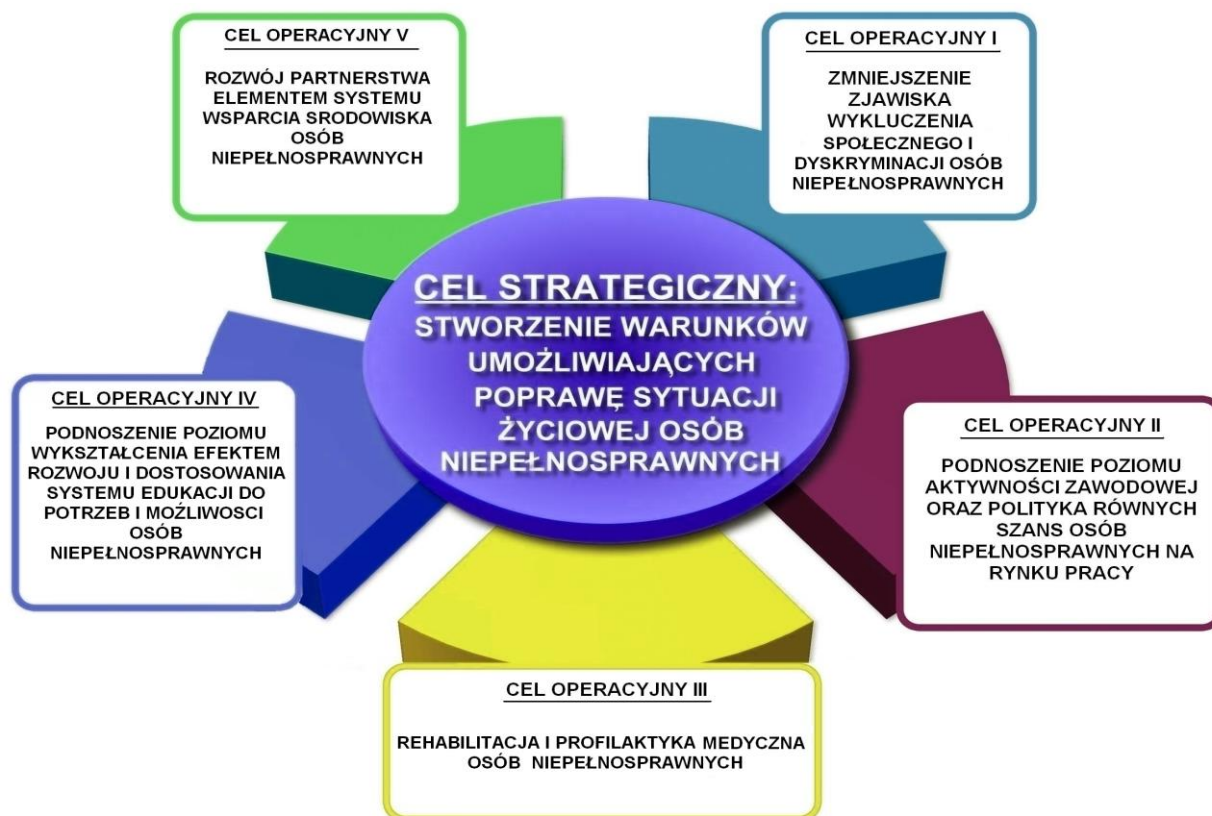 CEL OPERACYJNY V
ROZWÓJ PARTNERSTWA
ELEMENTEM SYSTEMU
WSPARCIA SRODOWISKA
OSÓB
NIEPEŁNOSPRAWNYCH
CEL OPERACYJNY I
ZMNIEJSZENIE
ZJAWISKA
WYKLUCZENIA
SPOŁECZNEGO I
DYSKRYMINACJI OSÓB
NIEPEŁNOSPRAWNYCH
CEL STRATEGICZNY:
STWORZENIE WARUNKÓW
UMOŻLIWIAJĄCYCH
POPRAWĘ SYTUACJI
ŻYCIOWEJ OSÓB
NIEPEŁNOSPRAWNYCH
CEL OPERACYJNY IV
PODNOSZENIE POZIOMU
WYKSZTAŁCENIA EFEKTEM
ROZWOJU I DOSTOSOWANIA
SYSTEMU EDUKACJI DO
POTRZEB I MOŻLIWOSCI
OSÓB
NIEPEŁNOSPRAWNYCH
CEL OPERACYJNY II
PODNOSZENIE POZIOMU
AKTYWNOŚCI ZAWODOWEJ
ORAZ POLITYKA RÓWNYCH
SZANS OSÓB
NIEPEŁNOSPRAWNYCH NA
RYNKU PRACY
CEL OPERACYJNY III
REHABILITACJA I PROFILAKTYKA MEDYCZNA
OSÓB NIEPEŁNOSPRAWNYCH